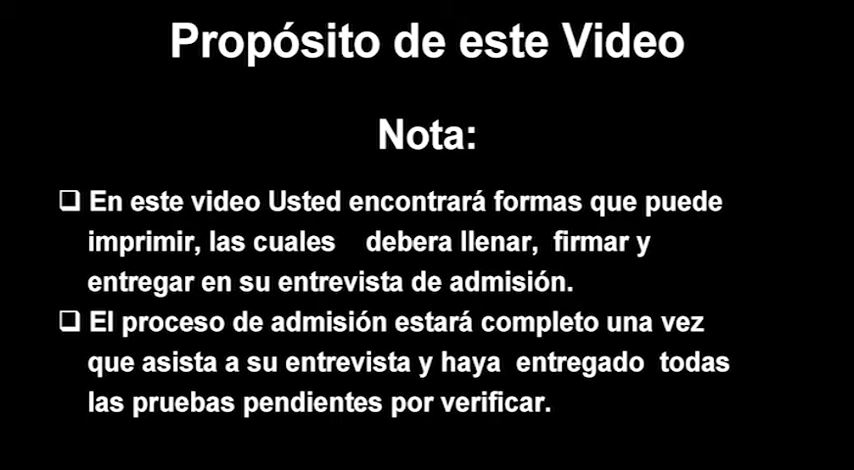 Propósito de este Video
Nota:
❑ En este video Usted encontrará formas que puede
imprimir, las cuales debera llenar, firmar y
entregar en su entrevista de admisión.
❑ El proceso de admisión estará completo una vez
que asista a su entrevista y haya entregado todas
las pruebas pendientes por verificar.